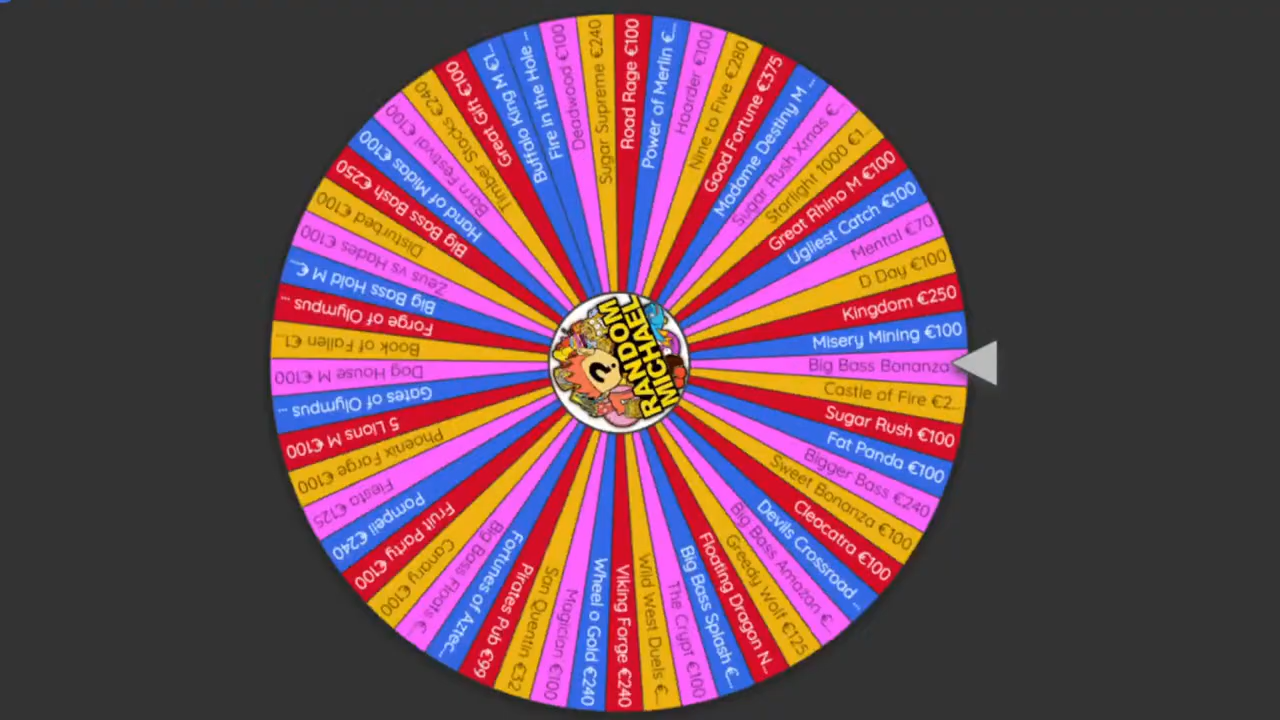 Road Rage €100
Power of Merlin €...
Hoarder €100
Nine to Five €280
Good Fortune €375
Madame Destiny M ...
Sugar Rush Xmas €...
Starlight 1000 €1...
Great Rhino M €100
Ugliest Catch €100
Mental €70
D Day €100
Kingdom €250
Misery Mining €100
Big Bass Bonanza
Castle of Fire €2...
Sugar Rush €100
Fat Panda €100
Bigger Bass €240
Sweet Bonanza €100
Cleocatra €100
Devils Crossroad ...
Big Bass Amazon €...
Greedy Wolf €125
Floating Dragon N...
Big Bass Splash €...
The Crypt €100
Wild West Duels €...
Viking Forge €240
Wheel o Gold €240
Magician €100
San Quentin €32
Pirates Pub €99
Fortunes of Aztec...
Big Bass Floats €
Canary €100
Fruit Party €100
Pompeii €240
Fiesta €125
Phoenix Forge €100
5 Lions M €100
Gates of Olympus ...
Dog House M €100
Book of Fallen €1...
Forge of Olympus ...
Big Bass Hold M €...
Zeus vs Hades €100
Disturbed €100
Big Bass Bash €250
Hand of Midas €100
Barn Festival €100
Timber Stacks €240
Great Gift €100
Buffalo King M €1...
Fire in the Hole ...
Deadwood €100
Sugar Supreme €240
RANDOM
MICHAEL
?